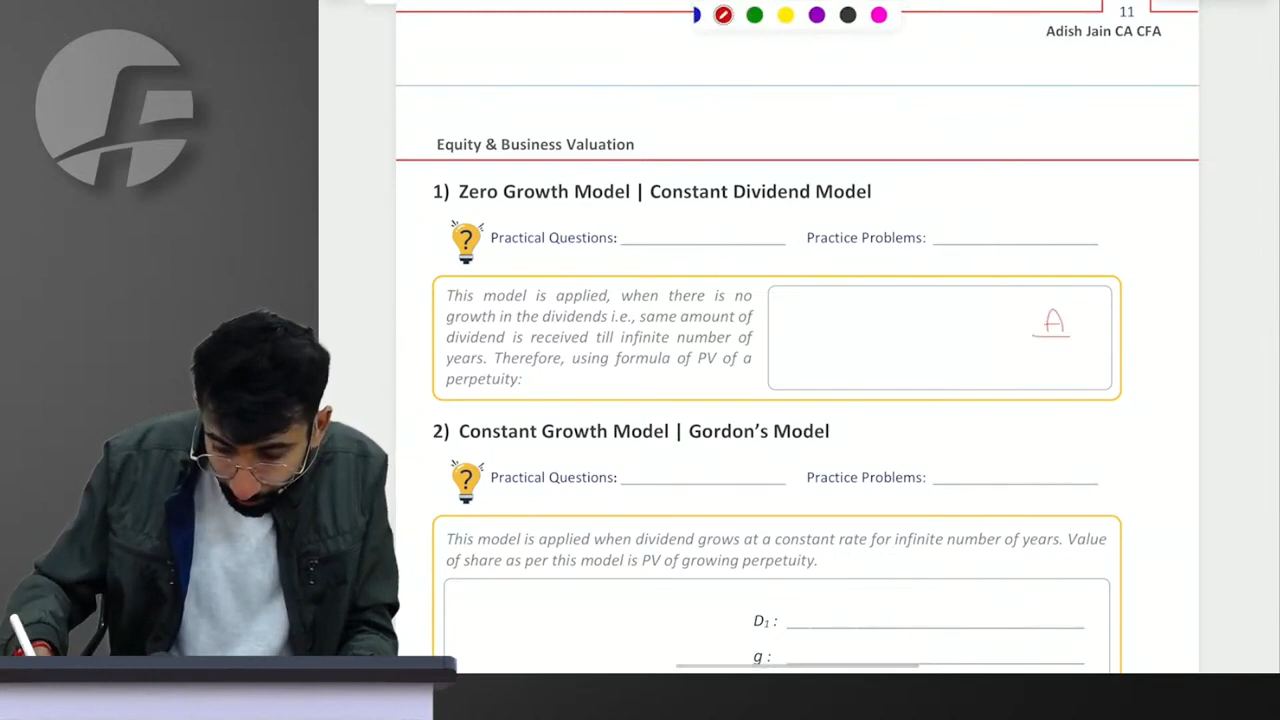 11
Adish Jain CA CFA
Equity & Business Valuation
1) Zero Growth Model | Constant Dividend Model
Practical Questions: Practice Problems:
This model is applied, when there is no
growth in the dividends i.e., same amount of
dividend is received till infinite number of
years. Therefore, using formula of PV of a
perpetuity:
A
2) Constant Growth Model | Gordon's Model
Practical Questions: Practice Problems:
This model is applied when dividend grows at a constant rate for infinite number of years. Value
of share as per this model is PV of growing perpetuity.
D₁ :
g :